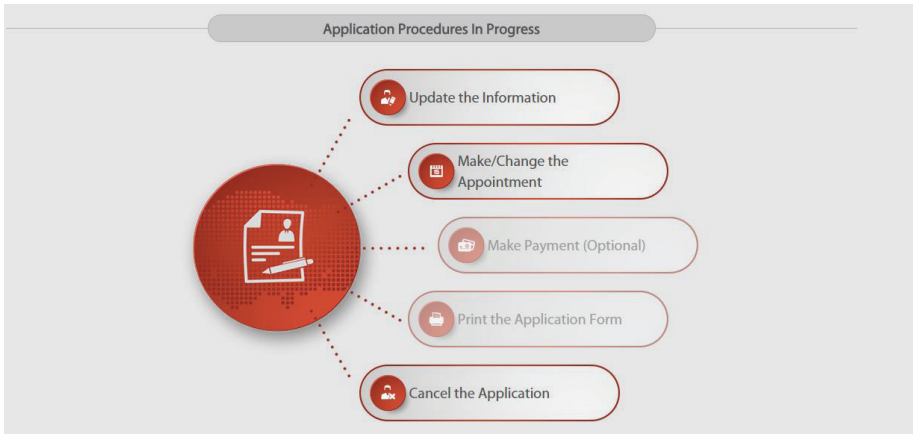 Application Procedures In Progress
Update the Information
Make/Change the
Appointment
Make Payment (Optional)
Print the Application Form
Cancel the Application